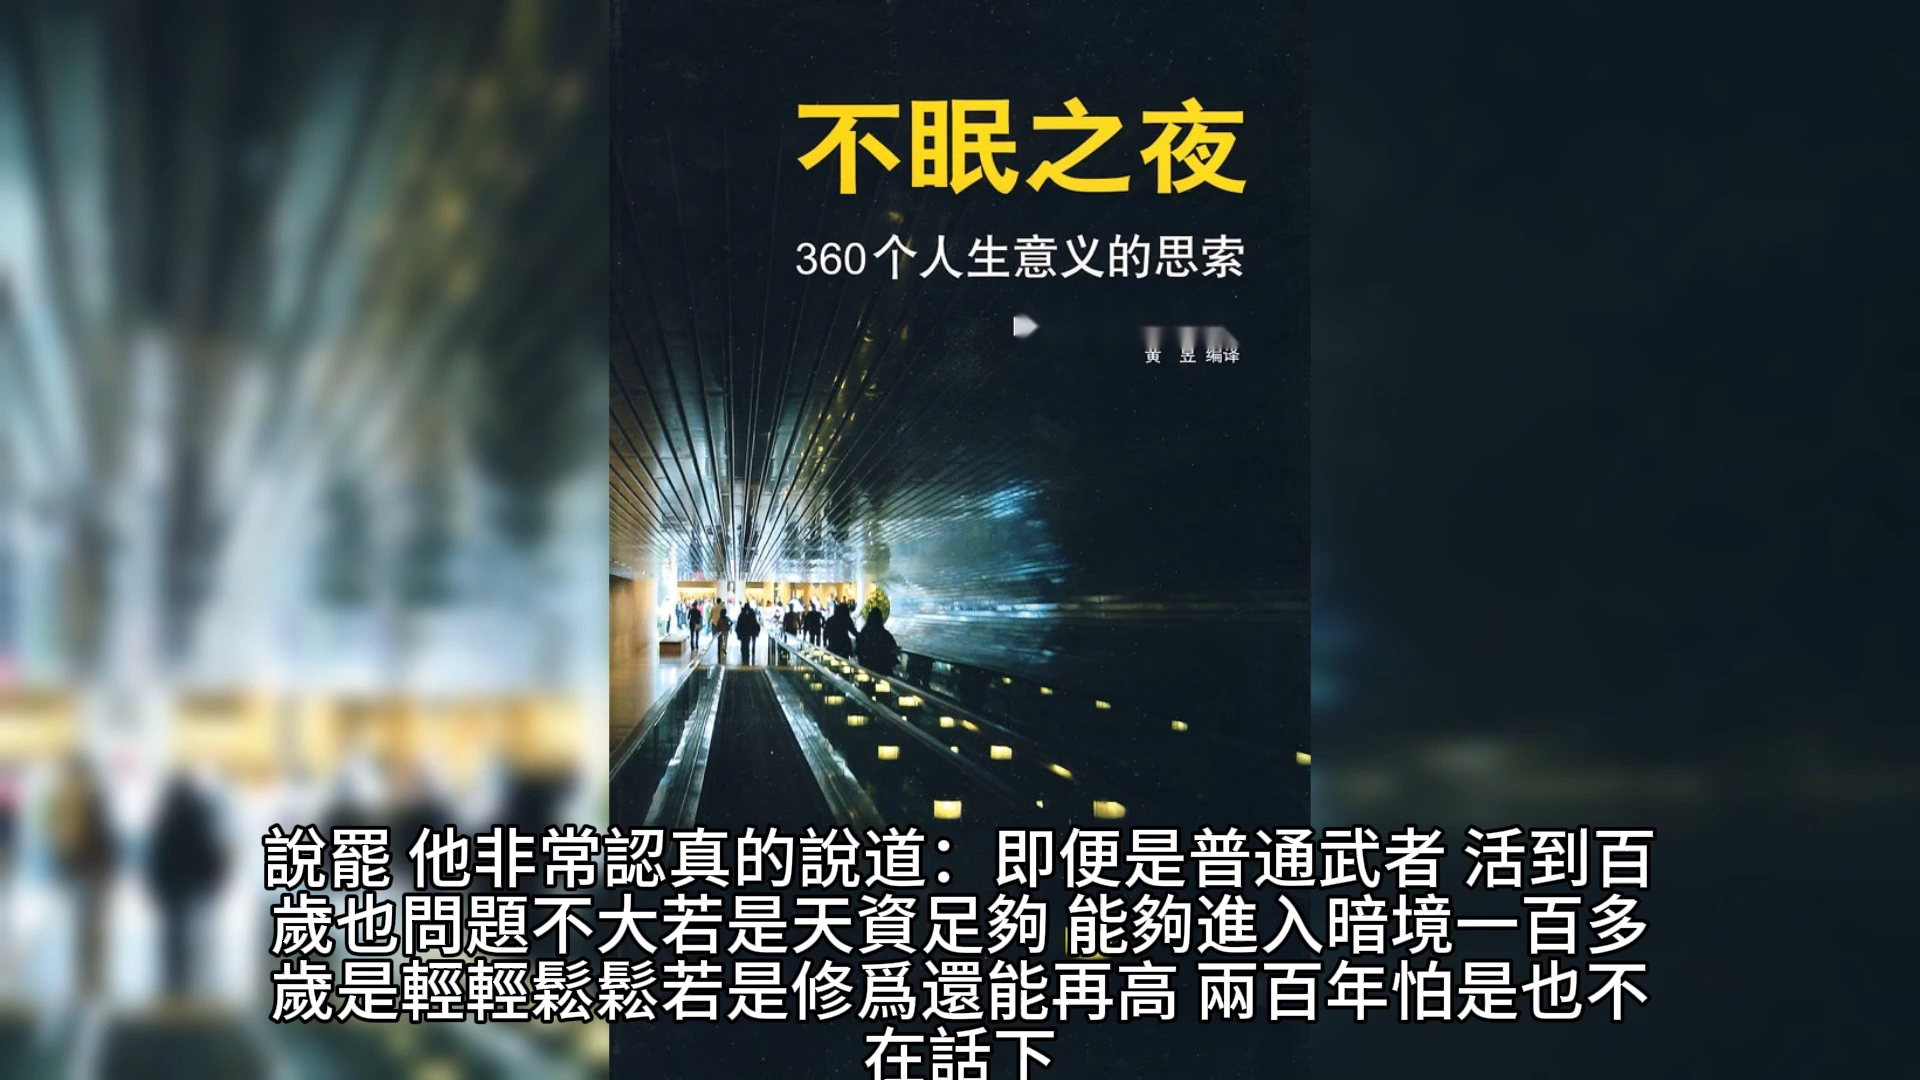 不眠之夜
360个人生意义的思索
黄 昱 编译
說罷 他非常認真的說道：即便是普通武者 活到百
歲也問題不大若是天資足夠 能夠進入暗境一百多
歲是輕輕鬆鬆若是修爲還能再高 兩百年怕是也不
在話下